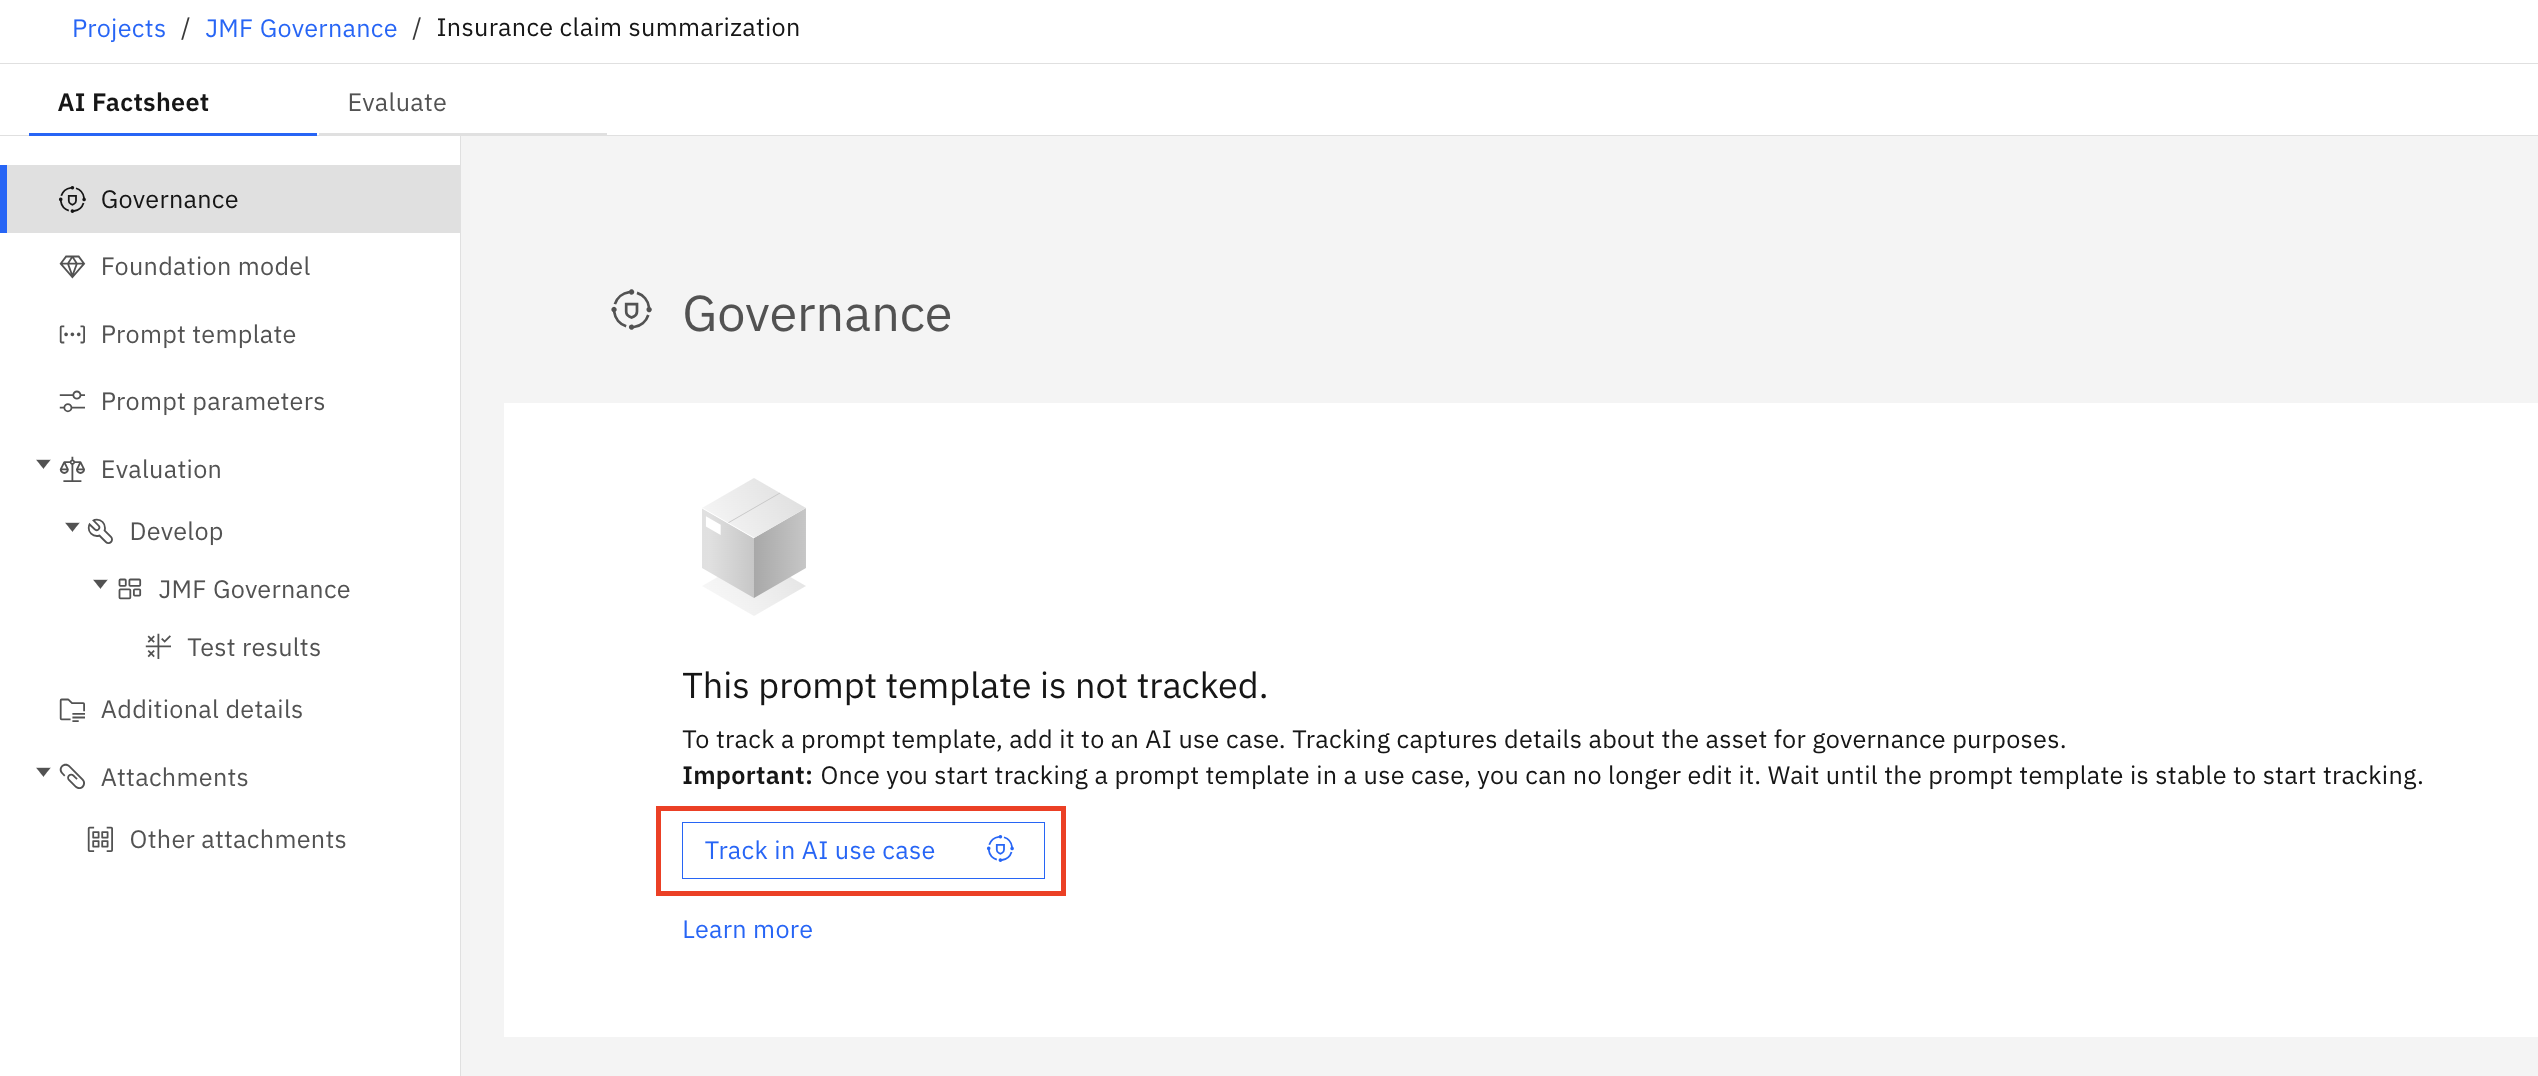 Projects / JMF Governance / Insurance claim summarization
AI Factsheet
Evaluate
Governance
Foundation model
Prompt template
Prompt parameters
Evaluation
Develop
JMF Governance
Test results
Additional details
Attachments
Other attachments
Governance
This prompt template is not tracked.
To track a prompt template, add it to an AI use case. Tracking captures details about the asset for governance purposes.
Important: Once you start tracking a prompt template in a use case, you can no longer edit it. Wait until the prompt template is stable to start tracking.
Track in AI use case
Learn more